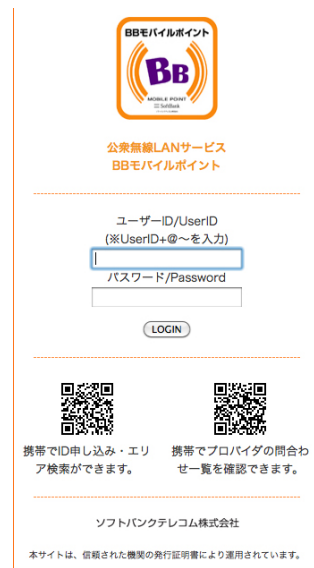 BBモバイルポイント
BB
MOBILE POINT
SoftBank
公衆無線LANサービス
BBモバイルポイント
ユーザーID/UserID
(※UserID+@〜を入力)
パスワード/Password
LOGIN
携帯でID申し込み・エリ
ア検索ができます。
携帯でプロバイダの問合わ
せ一覧を確認できます。
ソフトバンクテレコム株式会社
本サイトは、信頼された機関の発行証明書により運用されています。